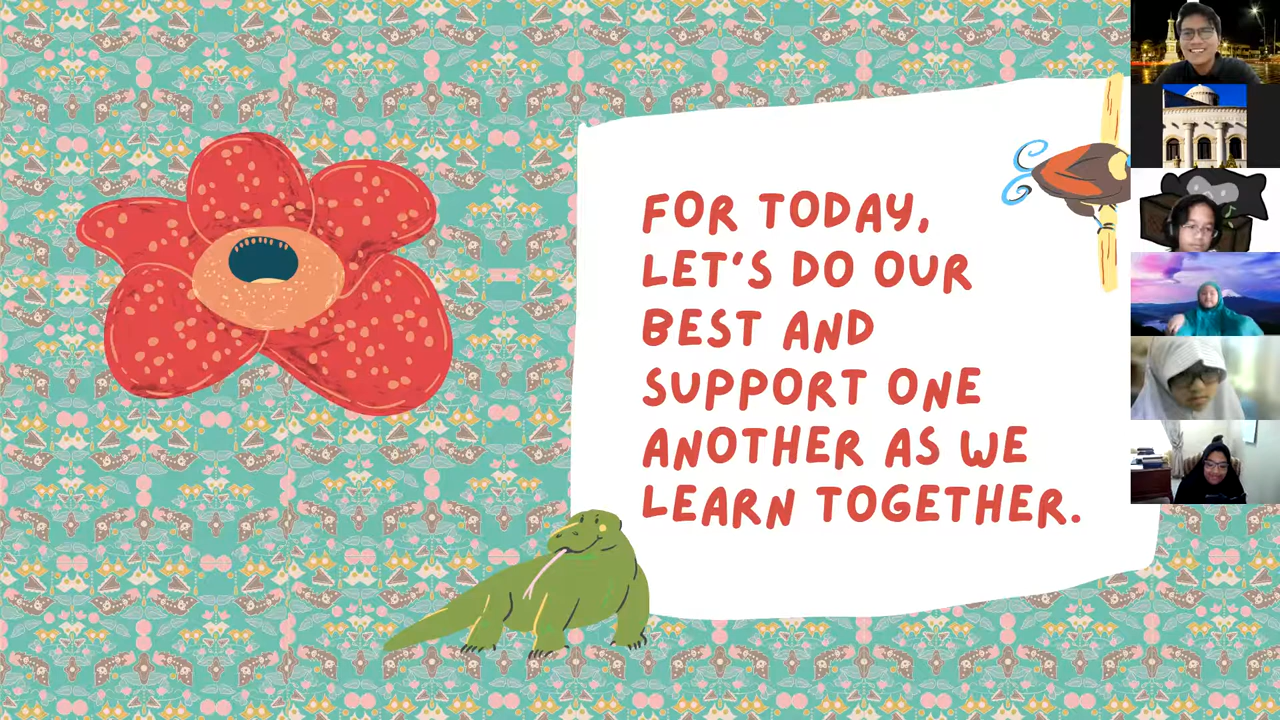 FOR TODAY,
LET'S DO OUR
BEST AND
SUPPORT ONE
ANOTHER AS WE
LEARN TOGETHER.